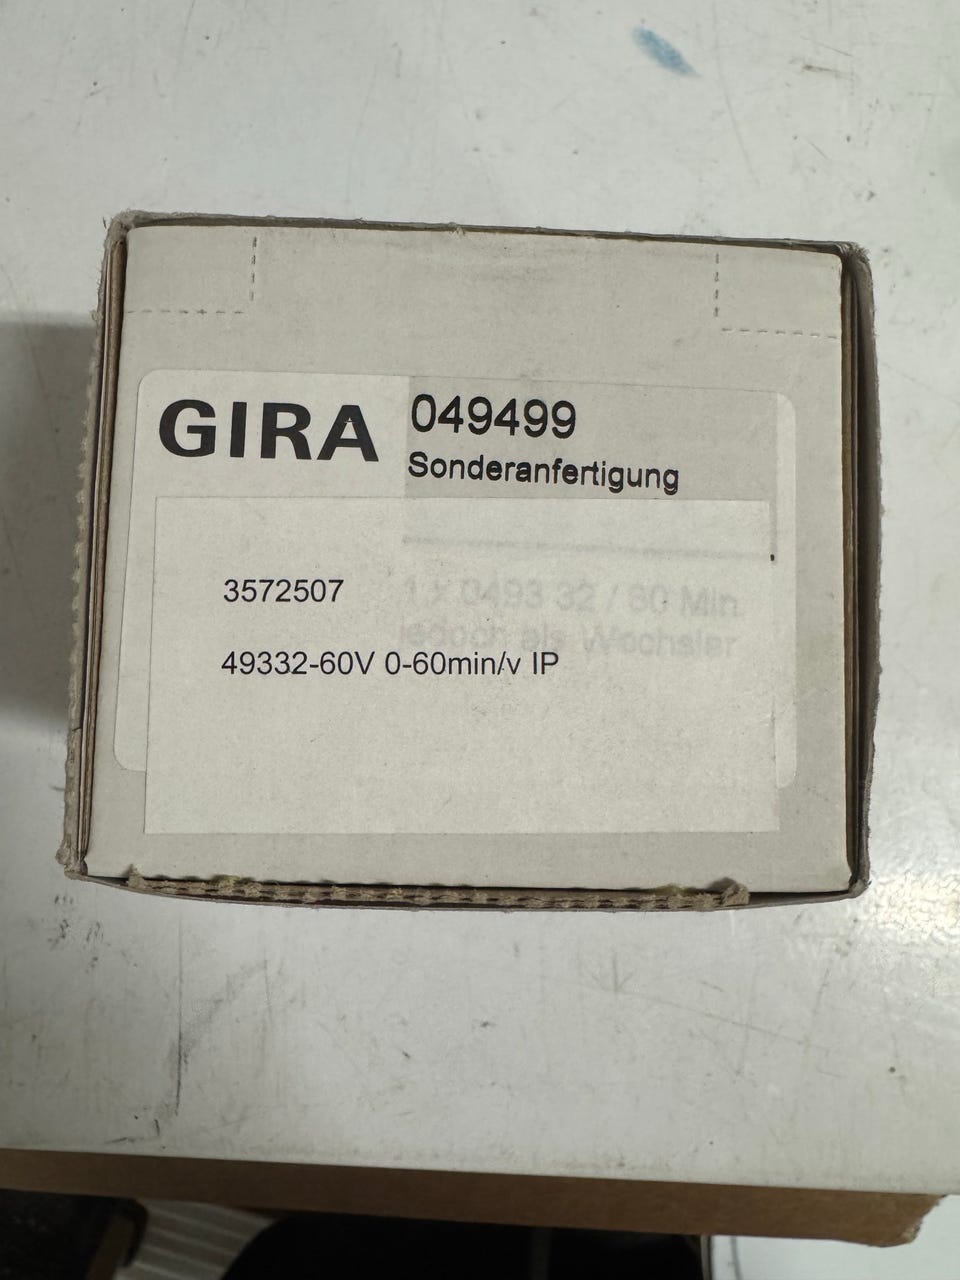 GIRA
049499
Sonderanfertigung
1 x 0493 32 / 60 Min
jedoch als Wechsler
3572507
49332-60V 0-60min/v IP